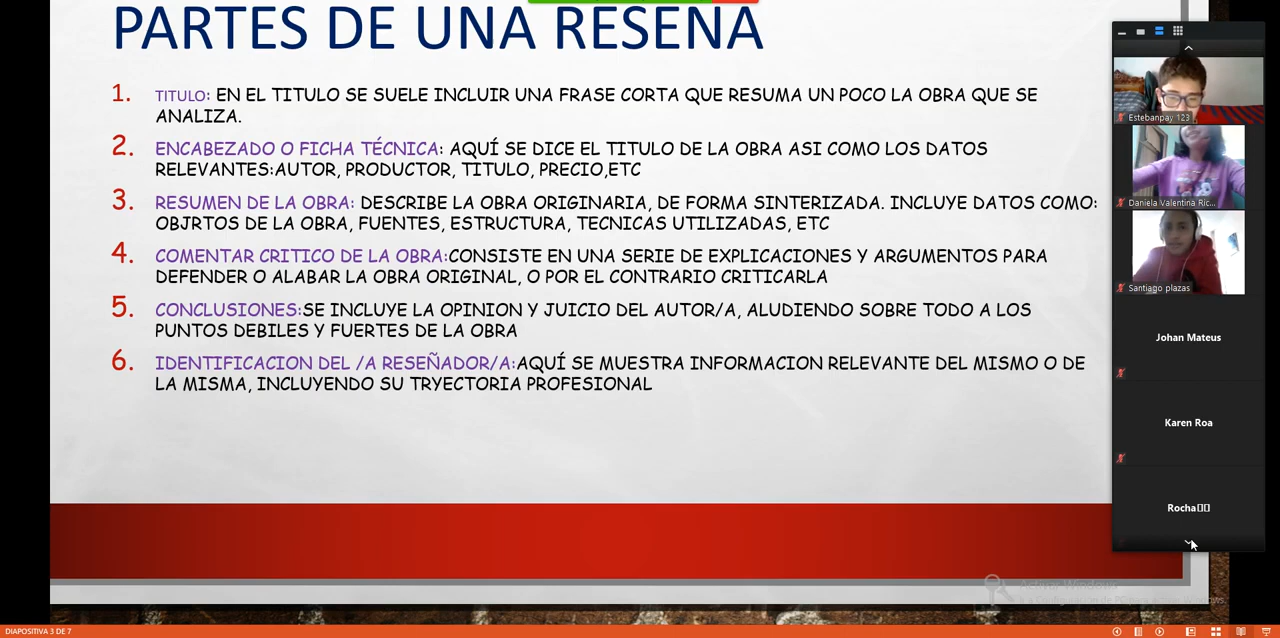 PARTES DE UNA RESEÑA
1. TITULO: EN EL TITULO SE SUELE INCLUIR UNA FRASE CORTA QUE RESUMA UN POCO LA OBRA QUE SE
ANALIZA.
2. ENCABEZADO O FICHA TÉCNICA: AQUÍ SE DICE EL TITULO DE LA OBRA ASI COMO LOS DATOS
RELEVANTES:AUTOR, PRODUCTOR, TITULO, PRECIO,ETC
3. RESUMEN DE LA OBRA: DESCRIBE LA OBRA ORIGINARIA, DE FORMA SINTERIZADA. INCLUYE DATOS COMO:
OBJRTOS DE LA OBRA, FUENTES, ESTRUCTURA, TECNICAS UTILIZADAS, ETC
4. COMENTAR CRITICO DE LA OBRA:CONSISTE EN UNA SERIE DE EXPLICACIONES Y ARGUMENTOS PARA
DEFENDER O ALABAR LA OBRA ORIGINAL, O POR EL CONTRARIO CRITICARLA
5. CONCLUSIONES:SE INCLUYE LA OPINION Y JUICIO DEL AUTOR/A, ALUDIENDO SOBRE TODO A LOS
PUNTOS DEBILES Y FUERTES DE LA OBRA
6. IDENTIFICACION DEL /A RESEÑADOR/A:AQUÍ SE MUESTRA INFORMACION RELEVANTE DEL MISMO O DE
LA MISMA, INCLUYENDO SU TRYECTORIA PROFESIONAL
Estebanpay 123
Daniela Valentina Ric...
Santiago plazas
Johan Mateus
Karen Roa
Rocha
Activar Windows
DIAPOSITIVA 3 DE 7